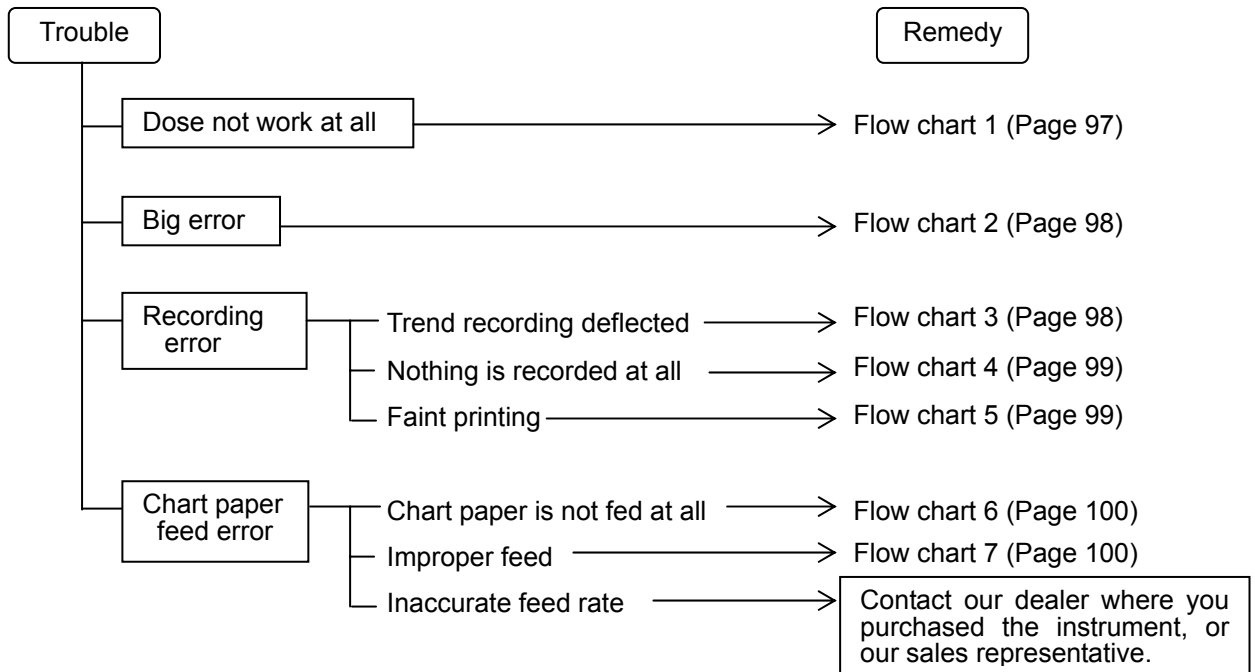 Trouble
Remedy
Dose not work at all
Flow chart 1 (Page 97)
Big error
Flow chart 2 (Page 98)
Recording
error
Trend recording deflected
Flow chart 3 (Page 98)
Nothing is recorded at all
Flow chart 4 (Page 99)
Faint printing
Flow chart 5 (Page 99)
Chart paper
feed error
Chart paper is not fed at all
Flow chart 6 (Page 100)
Improper feed
Flow chart 7 (Page 100)
Inaccurate feed rate
Contact our dealer where you
purchased the instrument, or
our sales representative.